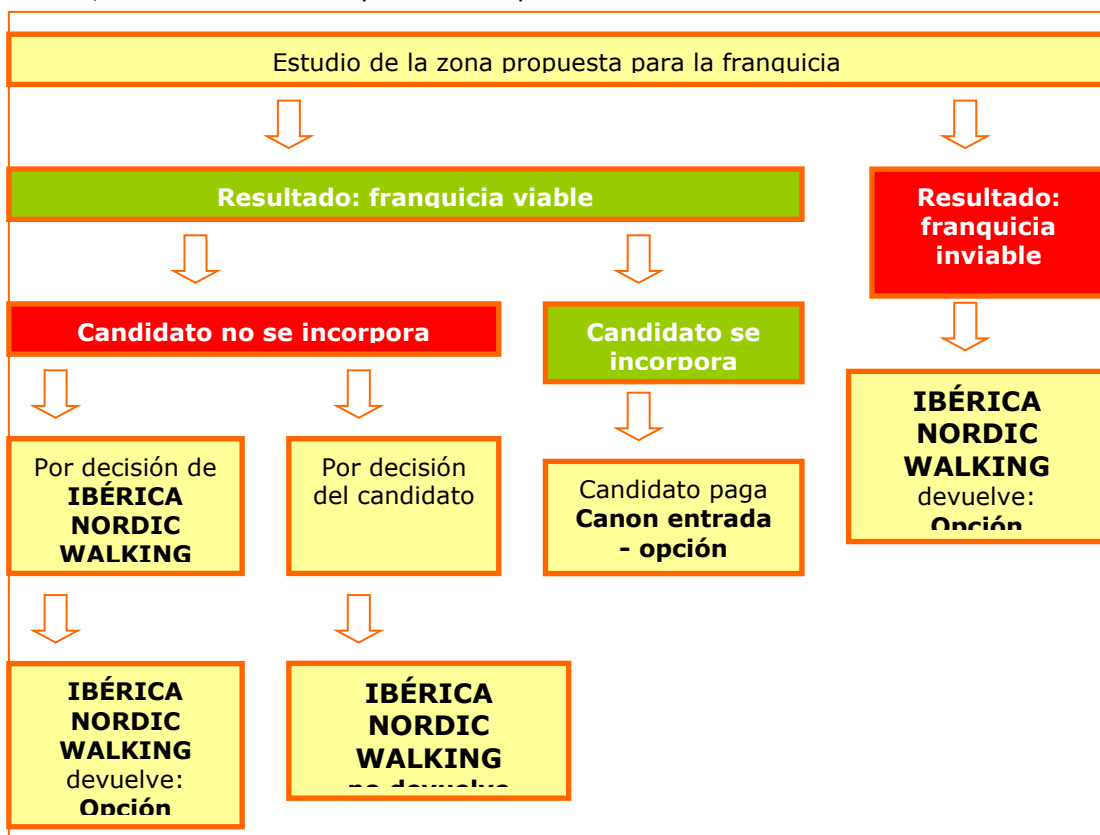 Estudio de la zona propuesta para la franquicia
Resultado: franquicia viable
Resultado:
franquicia
inviable
Candidato no se incorpora
Candidato se
incorpora
Por decisión de
IBÉRICA
NORDIC
WALKING
Por decisión
del candidato
Candidato paga
Canon entrada
- opción
IBÉRICA
NORDIC
WALKING
devuelve:
Opción
IBÉRICA
NORDIC
WALKING
devuelve:
Opción
IBÉRICA
NORDIC
WALKING
no devuelve